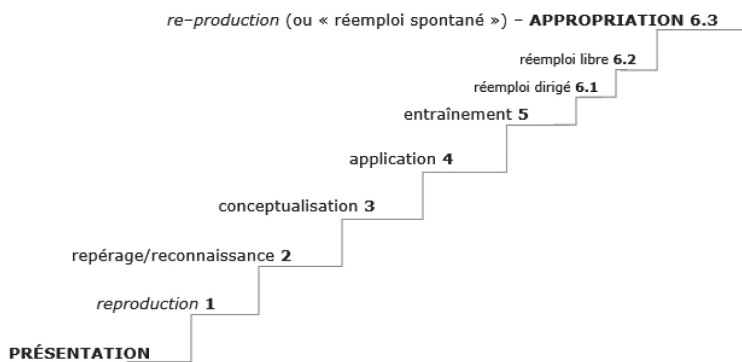 re–production (ou « réemploi spontané ») – APPROPRIATION 6.3
réemploi libre 6.2
réemploi dirigé 6.1
entraînement 5
application 4
conceptualisation 3
repérage/reconnaissance 2
reproduction 1
PRÉSENTATION